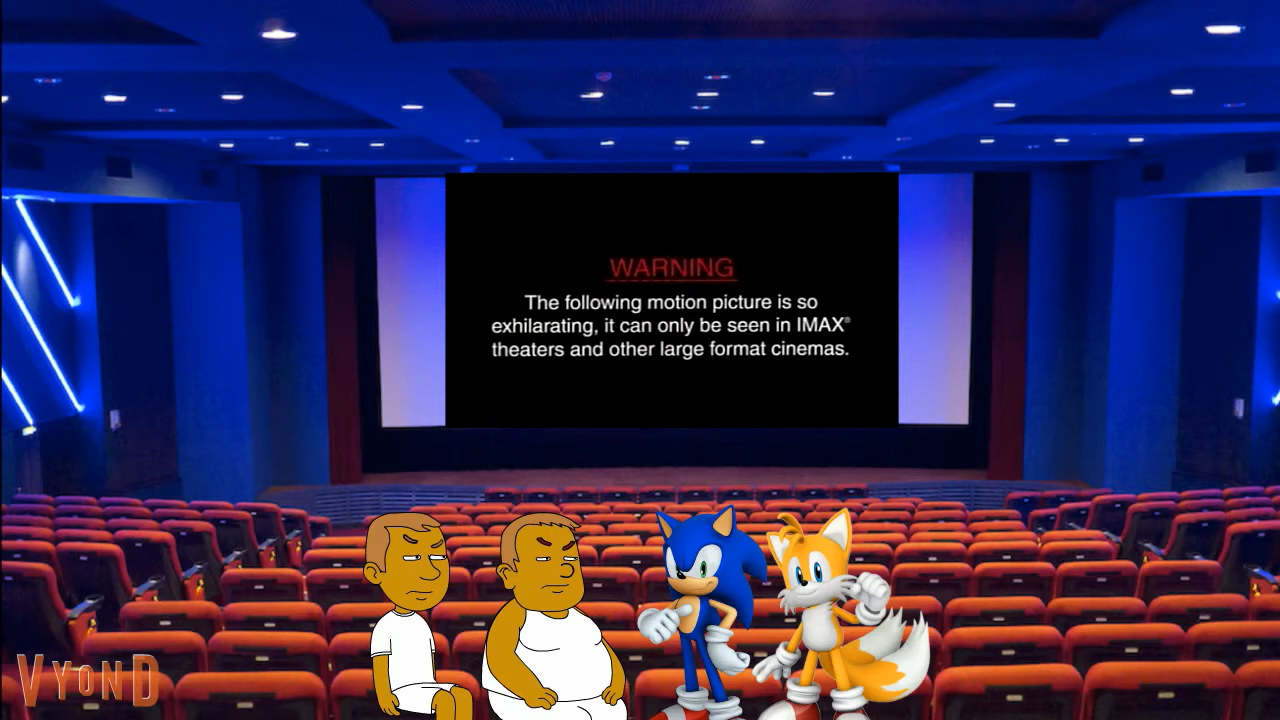 WARNING
The following motion picture is so
exhilarating, it can only be seen in IMAX®
theaters and other large format cinemas.
VYOND